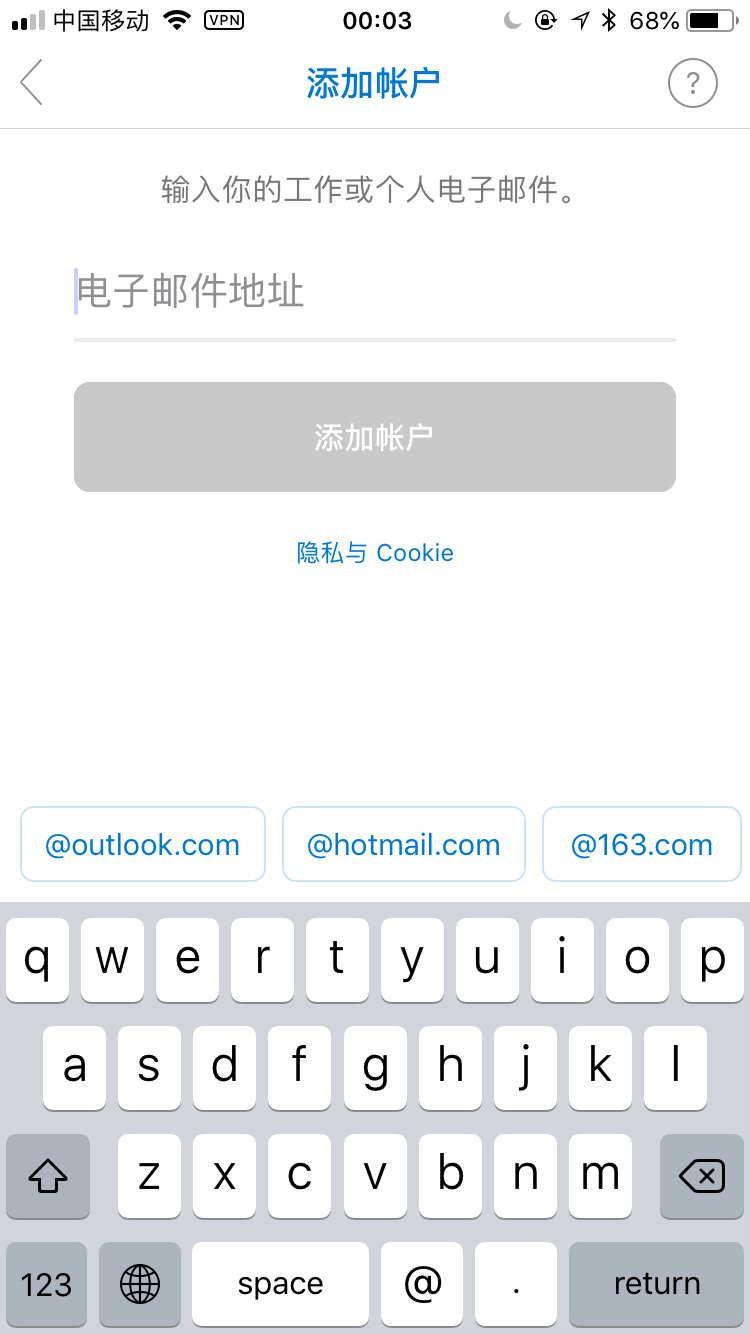 中国移动 VPN 00:03 68%
添加帐户 ?
输入你的工作或个人电子邮件。
电子邮件地址
添加帐户
隐私与 Cookie
@outlook.com @hotmail.com @163.com
q w e r t y u i o p
a s d f g h j k l
z x c v b n m
123 space @ . return